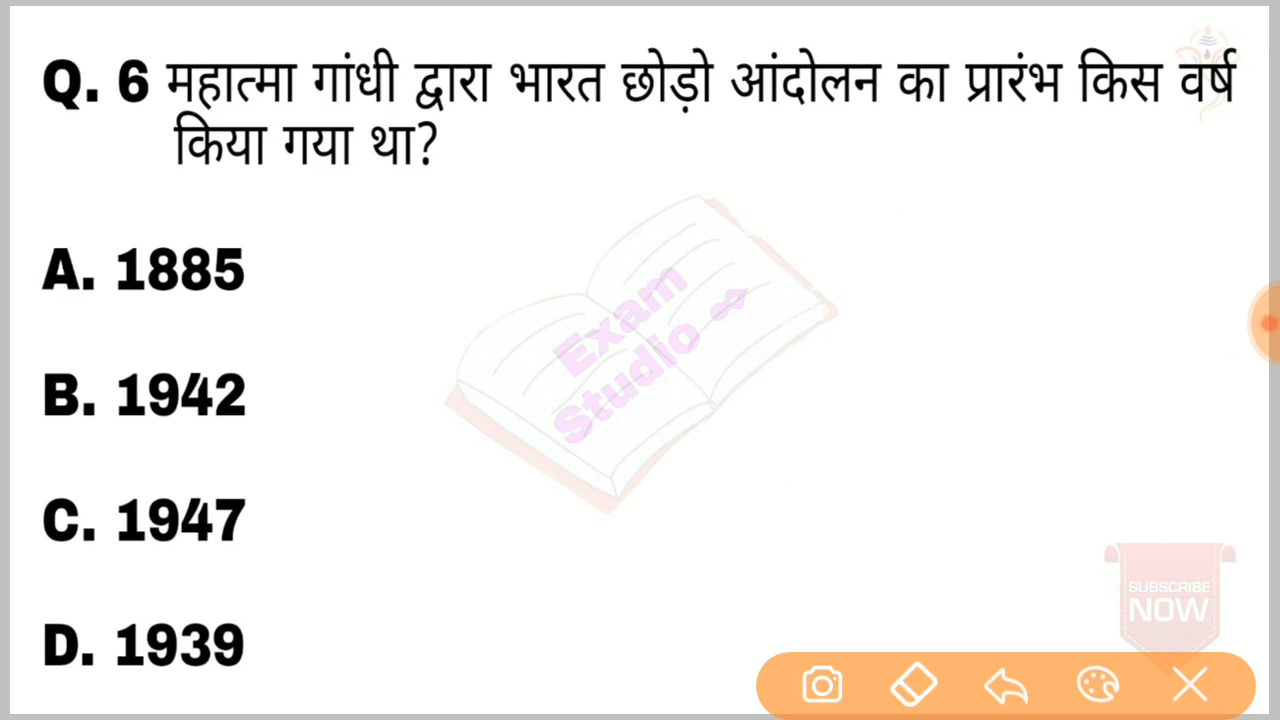 Q. 6 महात्मा गांधी द्वारा भारत छोड़ो आंदोलन का प्रारंभ किस वर्ष
किया गया था?
A. 1885
B. 1942
C. 1947
D. 1939
Exam
Studio
SUBSCRIBE
NOW